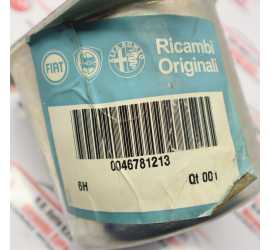 FIAT
Ricambi
Originali
0046781213
6H
Qt 001